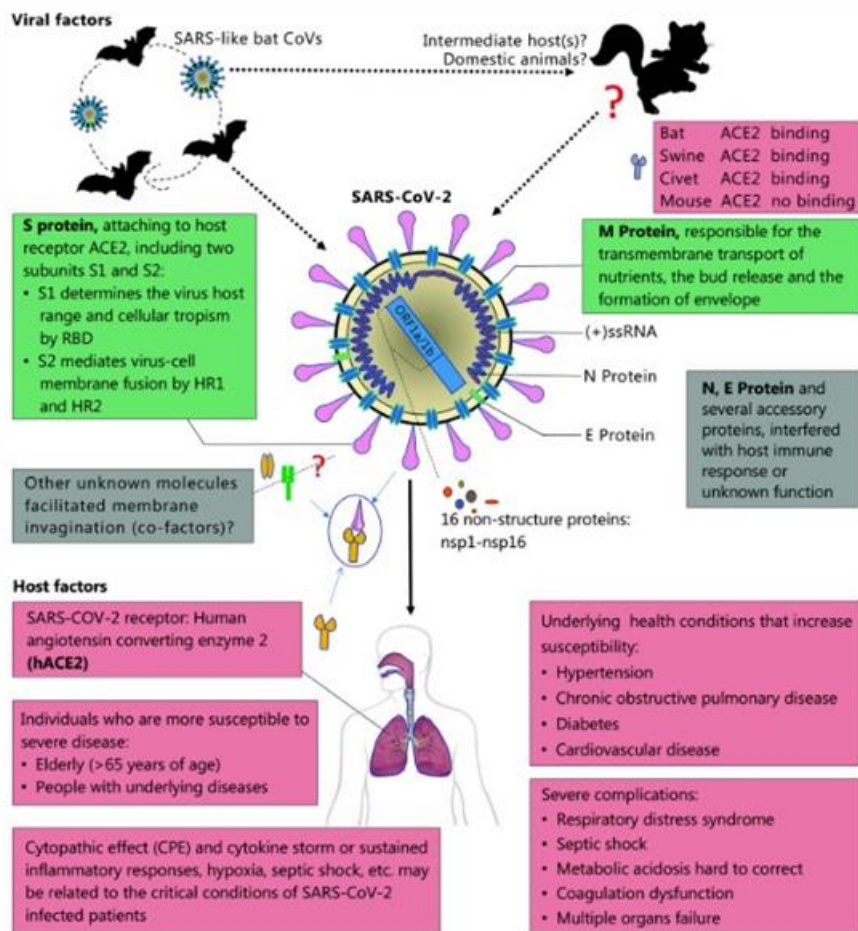 Viral factors
SARS-like bat CoVs
Intermediate host(s)?
Domestic animals?
?
Bat ACE2 binding
Swine ACE2 binding
Civet ACE2 binding
Mouse ACE2 no binding
SARS-CoV-2
S protein, attaching to host
receptor ACE2, including two
subunits S1 and S2:
• S1 determines the virus host
range and cellular tropism
by RBD
• S2 mediates virus-cell
membrane fusion by HR1
and HR2
M Protein, responsible for the
transmembrane transport of
nutrients, the bud release and the
formation of envelope
ORF1a/1b
(+)ssRNA
N Protein
E Protein
N, E Protein and
several accessory
proteins, interfered
with host immune
response or
unknown function
?
Other unknown molecules
facilitated membrane
invagination (co-factors)?
16 non-structure proteins:
nsp1-nsp16
Host factors
SARS-COV-2 receptor: Human
angiotensin converting enzyme 2
(hACE2)
Individuals who are more susceptible to
severe disease:
• Elderly (>65 years of age)
• People with underlying diseases
Cytopathic effect (CPE) and cytokine storm or sustained
inflammatory responses, hypoxia, septic shock, etc. may
be related to the critical conditions of SARS-CoV-2
infected patients
Underlying health conditions that increase
susceptibility:
• Hypertension
• Chronic obstructive pulmonary disease
• Diabetes
• Cardiovascular disease
Severe complications:
• Respiratory distress syndrome
• Septic shock
• Metabolic acidosis hard to correct
• Coagulation dysfunction
• Multiple organs failure